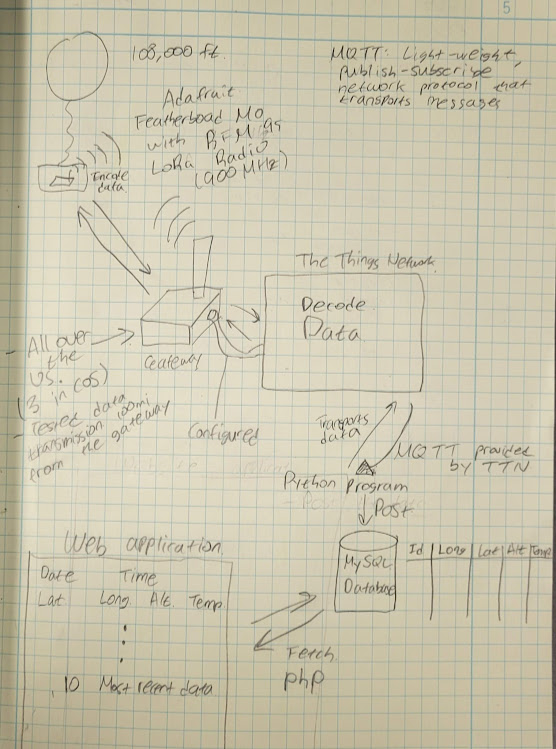 5
108,000 ft.
MQTT: Light-weight,
publish-subscribe
network protocol that
transports messages
Adafruit
Featherboad M0
with RFM 95
LoRa Radio
(900 MHz)
Encode
data
The Things Network
Decode
Data
Gateway
All over
the
US.
(3 in COS)
- Tested data
transmission 100mi
from the gateway
Configured
Transports
data
MQTT provided
by TTN
Python Program
Post
MySQL
Database
Id Long Lat Alt Temp
Web application
Date Time
Lat Long. Alt. Temp.
10 Most recent data
Fetch
php